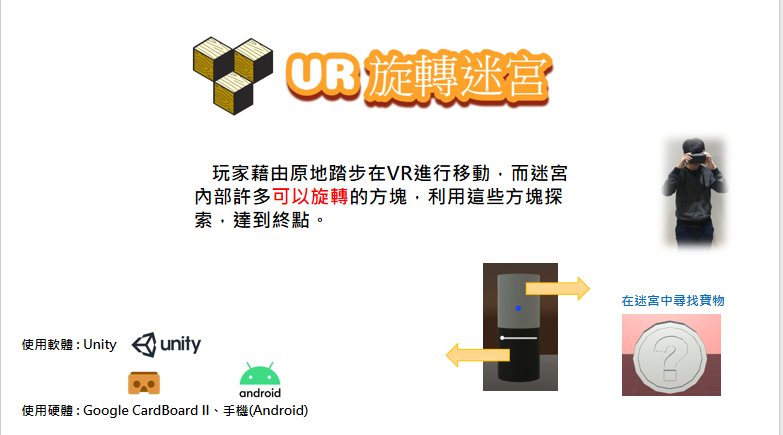 UR 旋轉迷宮
玩家藉由原地踏步在VR進行移動，而迷宮
內部許多可以旋轉的方塊，利用這些方塊探
索，達到終點。
在迷宮中尋找寶物
?
使用軟體 : Unity
unity
android
使用硬體 : Google CardBoard II、手機(Android)